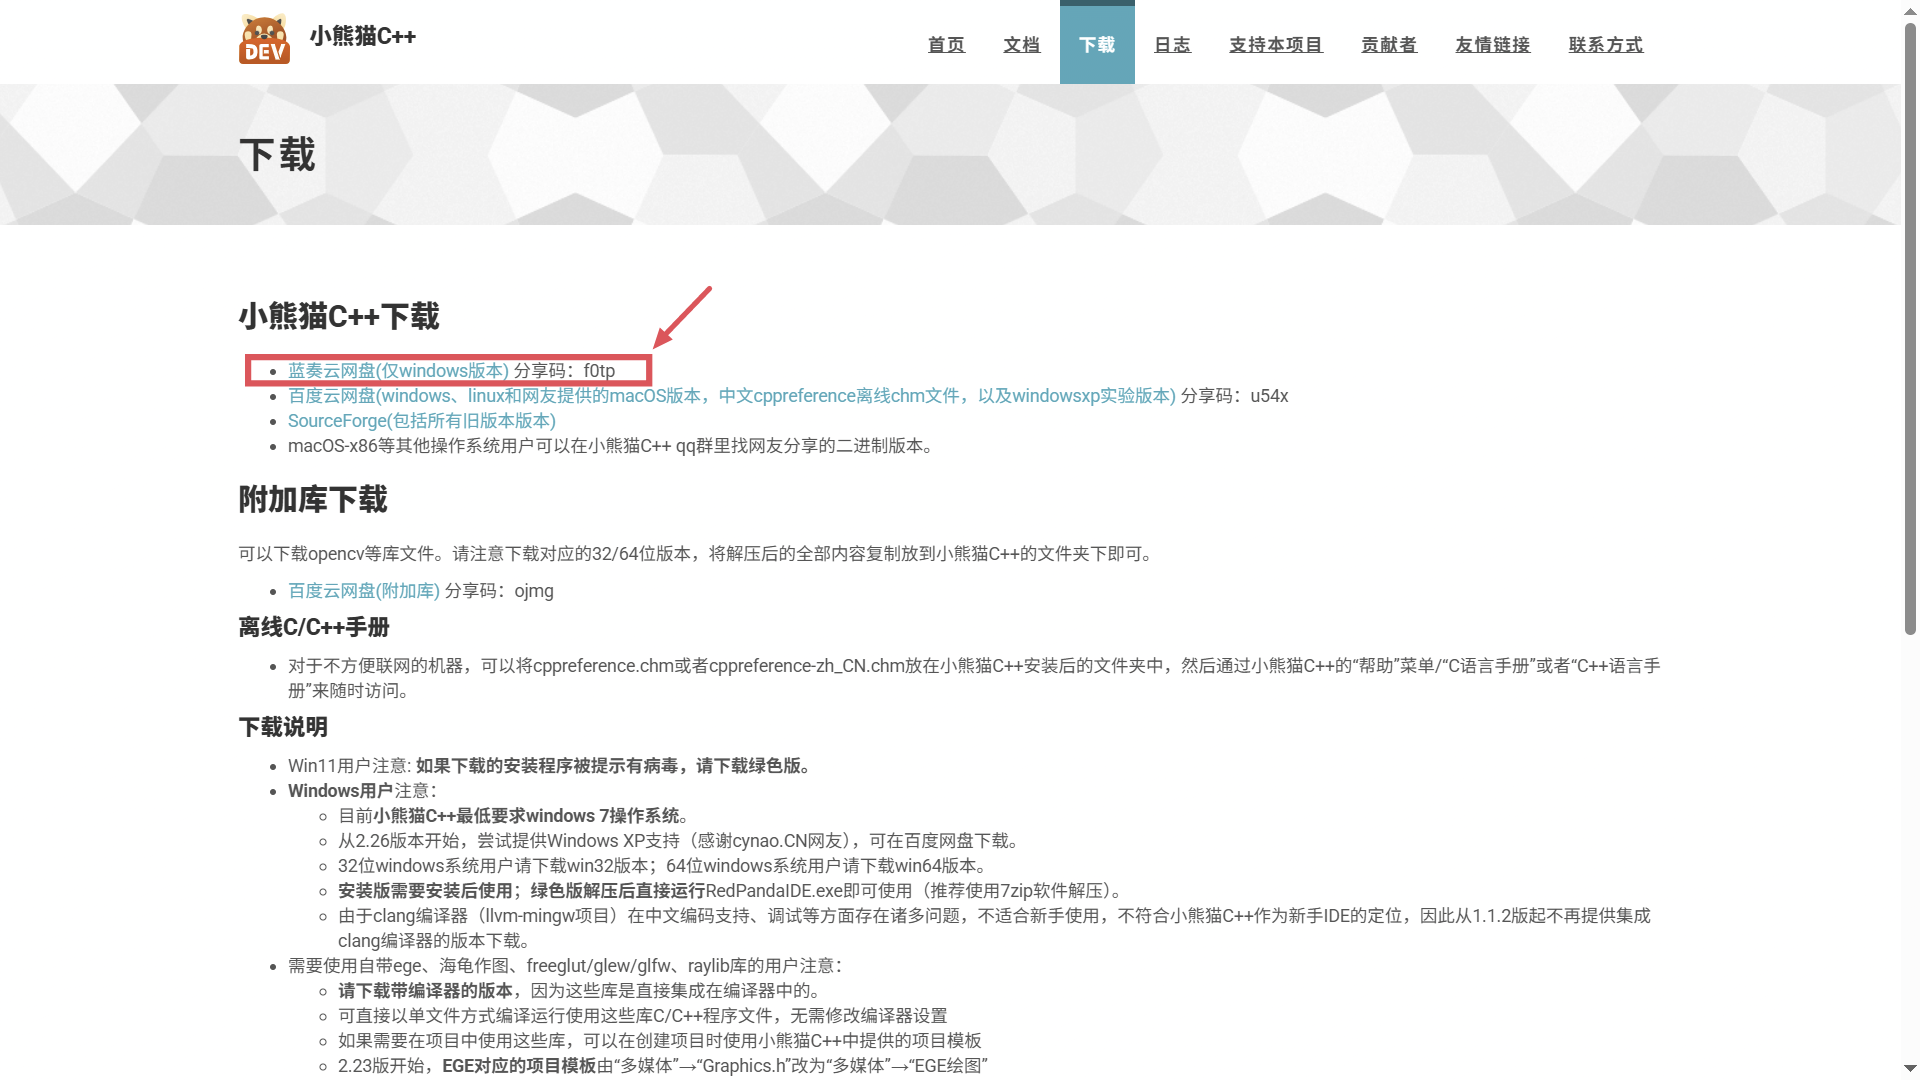 DEV
小熊猫C++
首页 文档 下载 日志 支持本项目 贡献者 友情链接 联系方式
下载
小熊猫C++下载
蓝奏云网盘(仅windows版本) 分享码：f0tp
百度云网盘(windows、linux和网友提供的macOS版本，中文cppreference离线chm文件，以及windowsxp实验版本) 分享码：u54x
SourceForge(包括所有旧版本版本)
macOS-x86等其他操作系统用户可以在小熊猫C++ qq群里找网友分享的二进制版本。
附加库下载
可以下载opencv等库文件。请注意下载对应的32/64位版本，将解压后的全部内容复制放到小熊猫C++的文件夹下即可。
百度云网盘(附加库) 分享码：ojmg
离线C/C++手册
对于不方便联网的机器，可以将cppreference.chm或者cppreference-zh_CN.chm放在小熊猫C++安装后的文件夹中，然后通过小熊猫C++的“帮助”菜单/“C语言手册”或者“C++语言手
册”来随时访问。
下载说明
Win11用户注意: 如果下载的安装程序被提示有病毒，请下载绿色版。
Windows用户注意：
目前小熊猫C++最低要求windows 7操作系统。
从2.26版本开始，尝试提供Windows XP支持（感谢cynao.CN网友），可在百度网盘下载。
32位windows系统用户请下载win32版本；64位windows系统用户请下载win64版本。
安装版需要安装后使用；绿色版解压后直接运行RedPandaIDE.exe即可使用（推荐使用7zip软件解压）。
由于clang编译器（llvm-mingw项目）在中文编码支持、调试等方面存在诸多问题，不适合新手使用，不符合小熊猫C++作为新手IDE的定位，因此从1.1.2版起不再提供集成
clang编译器的版本下载。
需要使用自带ege、海龟作图、freeglut/glew/glfw、raylib库的用户注意：
请下载带编译器的版本，因为这些库是直接集成在编译器中的。
可直接以单文件方式编译运行使用这些库C/C++程序文件，无需修改编译器设置
如果需要在项目中使用这些库，可以在创建项目时使用小熊猫C++中提供的项目模板
2.23版开始，EGE对应的项目模板由“多媒体”→“Graphics.h”改为“多媒体”→“EGE绘图”